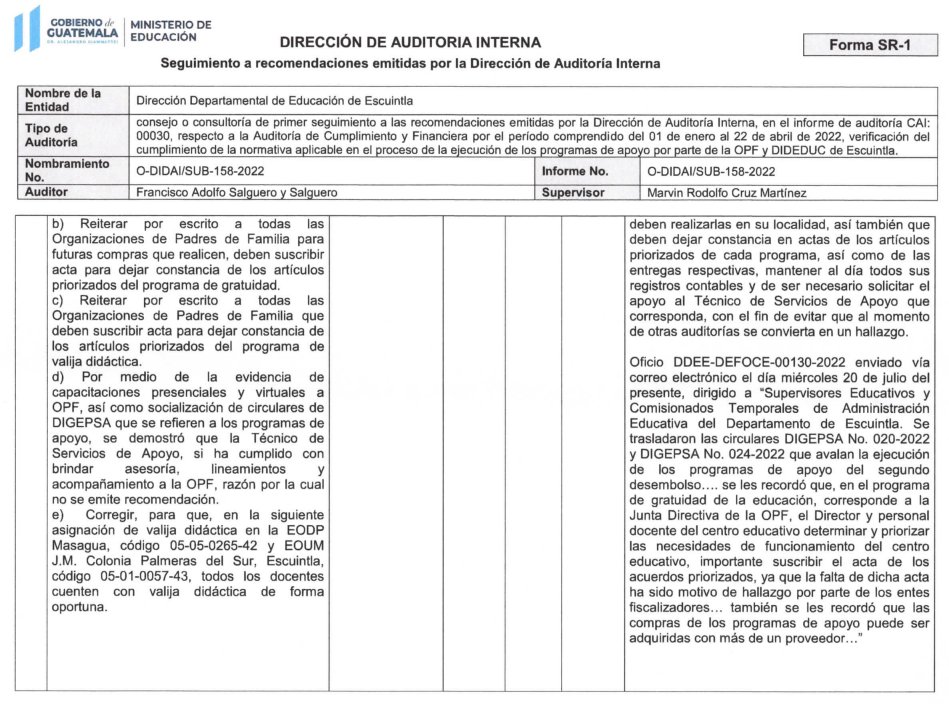 GOBIERNO de
GUATEMALA
DR. ALEJANDRO GIAMMATTEI
MINISTERIO DE
EDUCACIÓN
DIRECCIÓN DE AUDITORIA INTERNA
Forma SR-1
Seguimiento a recomendaciones emitidas por la Dirección de Auditoría Interna
Nombre de la
Entidad
Dirección Departamental de Educación de Escuintla
Tipo de
Auditoría
consejo o consultoría de primer seguimiento a las recomendaciones emitidas por la Dirección de Auditoría Interna, en el informe de auditoría CAI:
00030, respecto a la Auditoría de Cumplimiento y Financiera por el período comprendido del 01 de enero al 22 de abril de 2022, verificación del
cumplimiento de la normativa aplicable en el proceso de la ejecución de los programas de apoyo por parte de la OPF y DIDEDUC de Escuintla.
Nombramiento
No.
O-DIDAI/SUB-158-2022
Informe No.
O-DIDAI/SUB-158-2022
Auditor
Francisco Adolfo Salguero y Salguero
Supervisor
Marvin Rodolfo Cruz Martínez
b) Reiterar por escrito a todas las
Organizaciones de Padres de Familia para
futuras compras que realicen, deben suscribir
acta para dejar constancia de los artículos
priorizados del programa de gratuidad.
c) Reiterar por escrito a todas las
Organizaciones de Padres de Familia que
deben suscribir acta para dejar constancia de
los artículos priorizados del programa de
valija didáctica.
d) Por medio de la evidencia de
capacitaciones presenciales y virtuales a
OPF, así como socialización de circulares de
DIGEPSA que se refieren a los programas de
apoyo, se demostró que la Técnico de
Servicios de Apoyo, si ha cumplido con
brindar asesoría, lineamientos y
acompañamiento a la OPF, razón por la cual
no se emite recomendación.
e) Corregir, para que, en la siguiente
asignación de valija didáctica en la EODP
Masagua, código 05-05-0265-42 y EOUM
J.M. Colonia Palmeras del Sur, Escuintla,
código 05-01-0057-43, todos los docentes
cuenten con valija didáctica de forma
oportuna.
deben realizarlas en su localidad, así también que
deben dejar constancia en actas de los artículos
priorizados de cada programa, así como de las
entregas respectivas, mantener al día todos sus
registros contables y de ser necesario solicitar el
apoyo al Técnico de Servicios de Apoyo que
corresponda, con el fin de evitar que al momento
de otras auditorías se convierta en un hallazgo.
Oficio DDEE-DEFOCE-00130-2022 enviado vía
correo electrónico el día miércoles 20 de julio del
presente, dirigido a “Supervisores Educativos y
Comisionados Temporales de Administración
Educativa del Departamento de Escuintla. Se
trasladaron las circulares DIGEPSA No. 020-2022
y DIGEPSA No. 024-2022 que avalan la ejecución
de los programas de apoyo del segundo
desembolso…. se les recordó que, en el programa
de gratuidad de la educación, corresponde a la
Junta Directiva de la OPF, el Director y personal
docente del centro educativo determinar y priorizar
las necesidades de funcionamiento del centro
educativo, importante suscribir el acta de los
acuerdos priorizados, ya que la falta de dicha acta
ha sido motivo de hallazgo por parte de los entes
fiscalizadores… también se les recordó que las
compras de los programas de apoyo puede ser
adquiridas con más de un proveedor…”